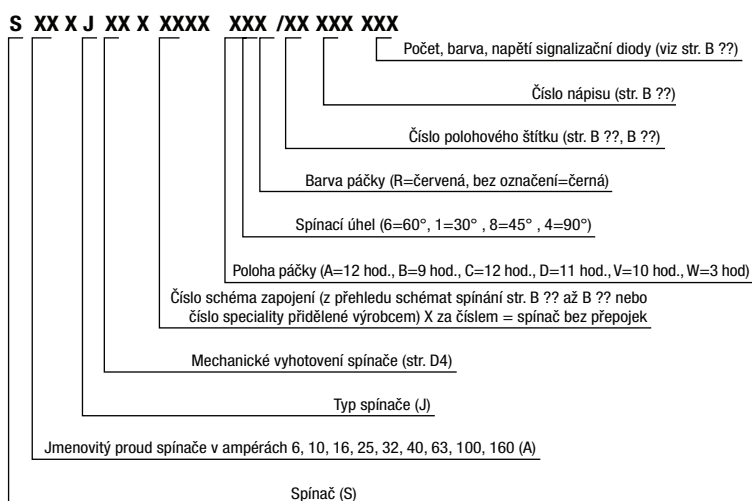 S XX X J XX X XXXX XXX /XX XXX XXX
Počet, barva, napětí signalizační diody (viz str. B ??)
Číslo nápisu (str. B ??)
Číslo polohového štítku (str. B ??, B ??)
Barva páčky (R=červená, bez označení=černá)
Spínací úhel (6=60°, 1=30° , 8=45° , 4=90°)
Poloha páčky (A=12 hod., B=9 hod., C=12 hod., D=11 hod., V=10 hod., W=3 hod)
Číslo schéma zapojení (z přehledu schémat spínání str. B ?? až B ?? nebo
číslo speciality přidělené výrobcem) X za číslem = spínač bez přepojek
Mechanické vyhotovení spínače (str. D4)
Typ spínače (J)
Jmenovitý proud spínače v ampérách 6, 10, 16, 25, 32, 40, 63, 100, 160 (A)
Spínač (S)